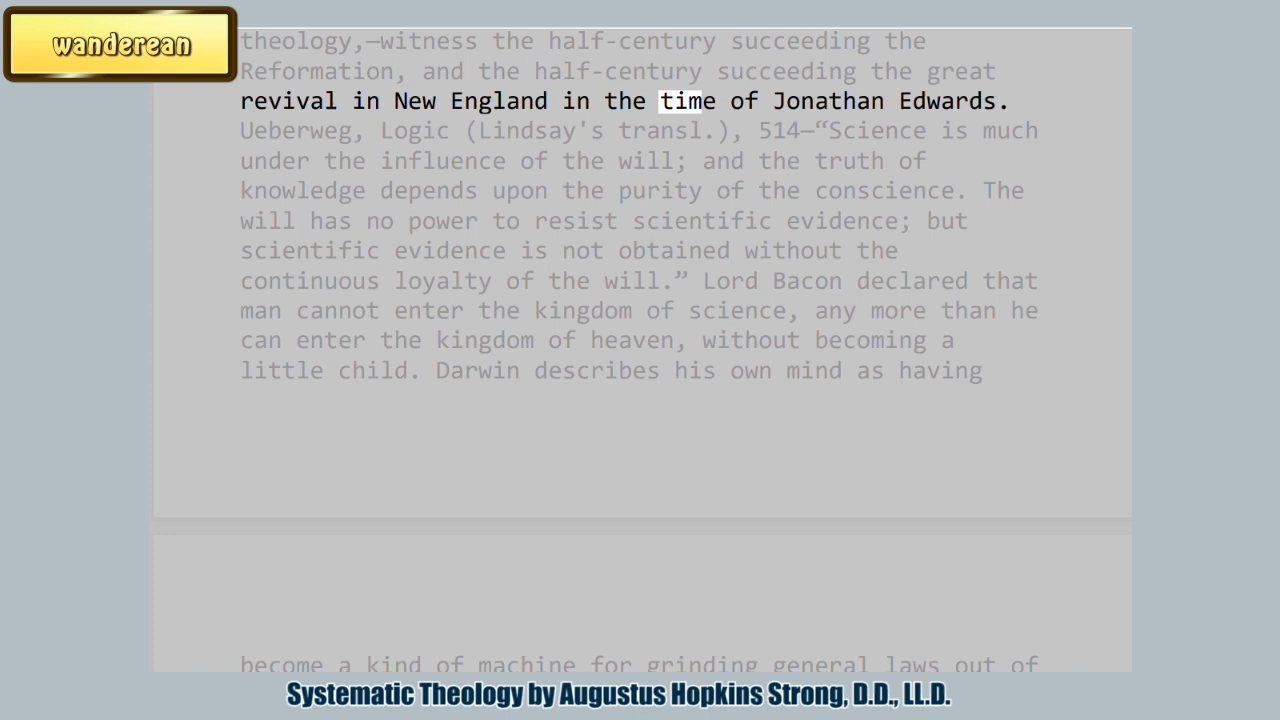 wanderean
theology,—witness the half-century succeeding the
Reformation, and the half-century succeeding the great
revival in New England in the time of Jonathan Edwards.
Ueberweg, Logic (Lindsay's transl.), 514—“Science is much
under the influence of the will; and the truth of
knowledge depends upon the purity of the conscience. The
will has no power to resist scientific evidence; but
scientific evidence is not obtained without the
continuous loyalty of the will.” Lord Bacon declared that
man cannot enter the kingdom of science, any more than he
can enter the kingdom of heaven, without becoming a
little child. Darwin describes his own mind as having
become a kind of machine for grinding general laws out of
Systematic Theology by Augustus Hopkins Strong, D.D., LL.D.